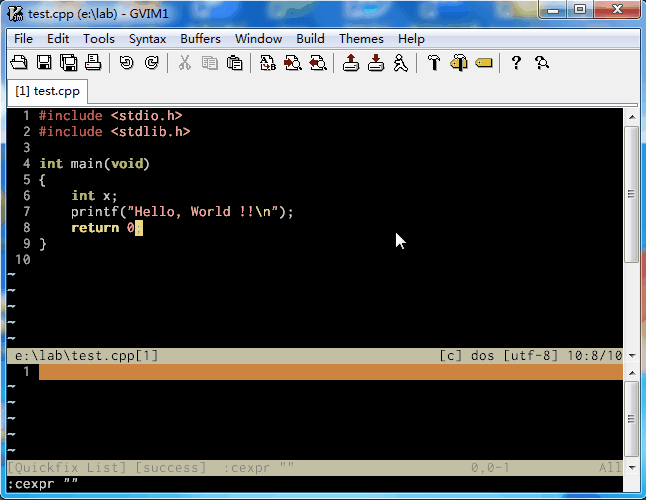 test.cpp (e:\lab) - GVIM1
File Edit Tools Syntax Buffers Window Build Themes Help
[1] test.cpp
1 #include <stdio.h>
2 #include <stdlib.h>
3
4 int main(void)
5 {
6     int x;
7     printf("Hello, World !!\n");
8     return 0;
9 }
10
~
~
~
~
~
e:\lab\test.cpp[1] [c] dos [utf-8] 10:8/10
1
~
~
~
~
~
[Quickfix List] [success]  :cexpr "" 0,0-1 All
:cexpr ""